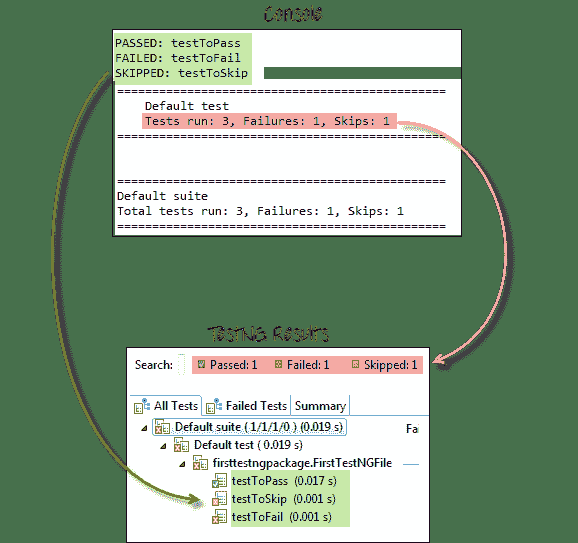 Console
PASSED: testToPass
FAILED: testToFail
SKIPPED: testToSkip
===============================================
Default test
Tests run: 3, Failures: 1, Skips: 1
===============================================
===============================================
Default suite
Total tests run: 3, Failures: 1, Skips: 1
===============================================
TestNG Results
Search: Passed: 1 Failed: 1 Skipped: 1
All Tests Failed Tests Summary
Default suite ( 1/1/1/0 ) (0.019 s) Fai
Default test ( 0.019 s)
firsttestngpackage.FirstTestNGFile
testToPass (0.017 s)
testToSkip (0.001 s)
testToFail (0.001 s)